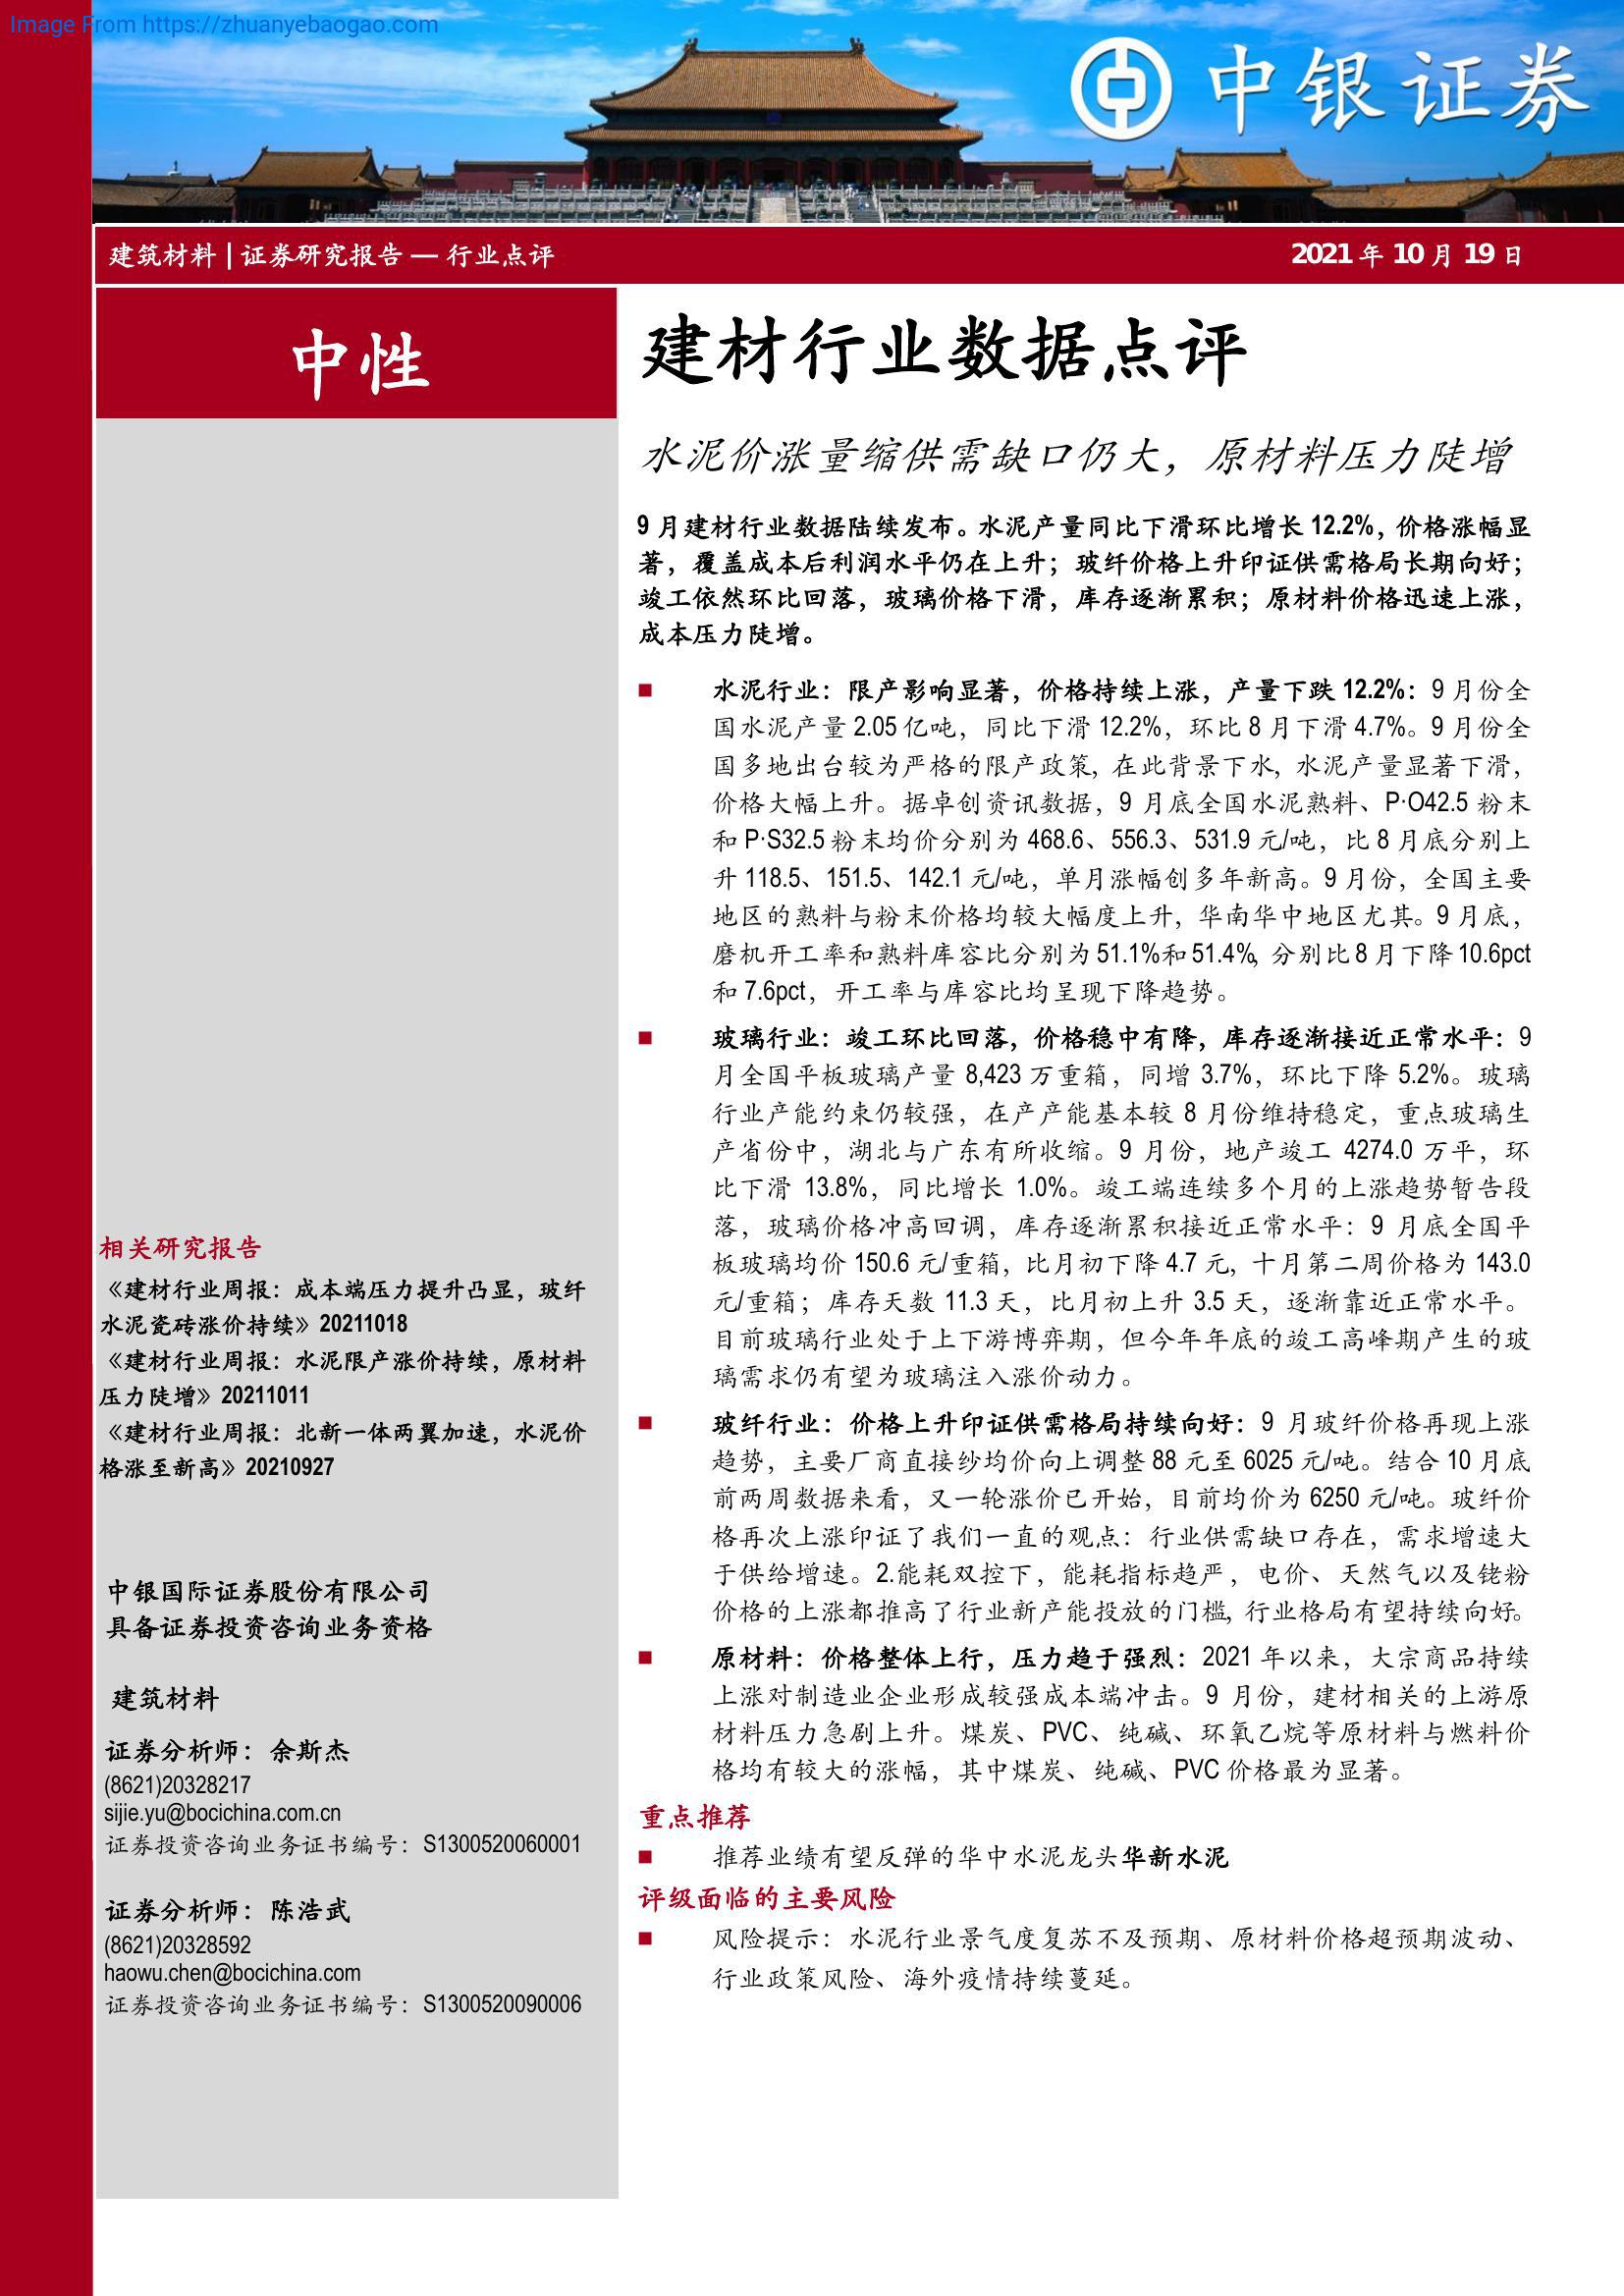 Image From https://zhuanyebaogao.com
中银证券
建筑材料 | 证券研究报告 — 行业点评
2021 年 10 月 19 日
中性
建材行业数据点评
水泥价涨量缩供需缺口仍大，原材料压力陡增
9 月建材行业数据陆续发布。水泥产量同比下滑环比增长 12.2%，价格涨幅显
著，覆盖成本后利润水平仍在上升；玻纤价格上升印证供需格局长期向好；
竣工依然环比回落，玻璃价格下滑，库存逐渐累积；原材料价格迅速上涨，
成本压力陡增。
■ 水泥行业：限产影响显著，价格持续上涨，产量下跌 12.2%：9 月份全
国水泥产量 2.05 亿吨，同比下滑 12.2%，环比 8 月下滑 4.7%。9 月份全
国多地出台较为严格的限产政策，在此背景下水，水泥产量显著下滑，
价格大幅上升。据卓创资讯数据，9 月底全国水泥熟料、P·O42.5 粉末
和 P·S32.5 粉末均价分别为 468.6、556.3、531.9 元/吨，比 8 月底分别上
升 118.5、151.5、142.1 元/吨，单月涨幅创多年新高。9 月份，全国主要
地区的熟料与粉末价格均较大幅度上升，华南华中地区尤其。9 月底，
磨机开工率和熟料库容比分别为 51.1%和 51.4%，分别比 8 月下降 10.6pct
和 7.6pct，开工率与库容比均呈现下降趋势。
■ 玻璃行业：竣工环比回落，价格稳中有降，库存逐渐接近正常水平：9
月全国平板玻璃产量 8,423 万重箱，同增 3.7%，环比下降 5.2%。玻璃
行业产能约束仍较强，在产产能基本较 8 月份维持稳定，重点玻璃生
产省份中，湖北与广东有所收缩。9 月份，地产竣工 4274.0 万平，环
比下滑 13.8%，同比增长 1.0%。竣工端连续多个月的上涨趋势暂告段
落，玻璃价格冲高回调，库存逐渐累积接近正常水平：9 月底全国平
板玻璃均价 150.6 元/重箱，比月初下降 4.7 元，十月第二周价格为 143.0
元/重箱；库存天数 11.3 天，比月初上升 3.5 天，逐渐靠近正常水平。
目前玻璃行业处于上下游博弈期，但今年年底的竣工高峰期产生的玻
璃需求仍有望为玻璃注入涨价动力。
■ 玻纤行业：价格上升印证供需格局持续向好：9 月玻纤价格再现上涨
趋势，主要厂商直接纱均价向上调整 88 元至 6025 元/吨。结合 10 月底
前两周数据来看，又一轮涨价已开始，目前均价为 6250 元/吨。玻纤价
格再次上涨印证了我们一直的观点：行业供需缺口存在，需求增速大
于供给增速。2.能耗双控下，能耗指标趋严，电价、天然气以及铑粉
价格的上涨都推高了行业新产能投放的门槛，行业格局有望持续向好。
■ 原材料：价格整体上行，压力趋于强烈：2021 年以来，大宗商品持续
上涨对制造业企业形成较强成本端冲击。9 月份，建材相关的上游原
材料压力急剧上升。煤炭、PVC、纯碱、环氧乙烷等原材料与燃料价
格均有较大的涨幅，其中煤炭、纯碱、PVC 价格最为显著。
重点推荐
■ 推荐业绩有望反弹的华中水泥龙头华新水泥
评级面临的主要风险
■ 风险提示：水泥行业景气度复苏不及预期、原材料价格超预期波动、
行业政策风险、海外疫情持续蔓延。
相关研究报告
《建材行业周报：成本端压力提升凸显，玻纤
水泥瓷砖涨价持续》20211018
《建材行业周报：水泥限产涨价持续，原材料
压力陡增》20211011
《建材行业周报：北新一体两翼加速，水泥价
格涨至新高》20210927
中银国际证券股份有限公司
具备证券投资咨询业务资格
建筑材料
证券分析师：余斯杰
(8621)20328217
sijie.yu@bocichina.com.cn
证券投资咨询业务证书编号：S1300520060001
证券分析师：陈浩武
(8621)20328592
haowu.chen@bocichina.com
证券投资咨询业务证书编号：S1300520090006